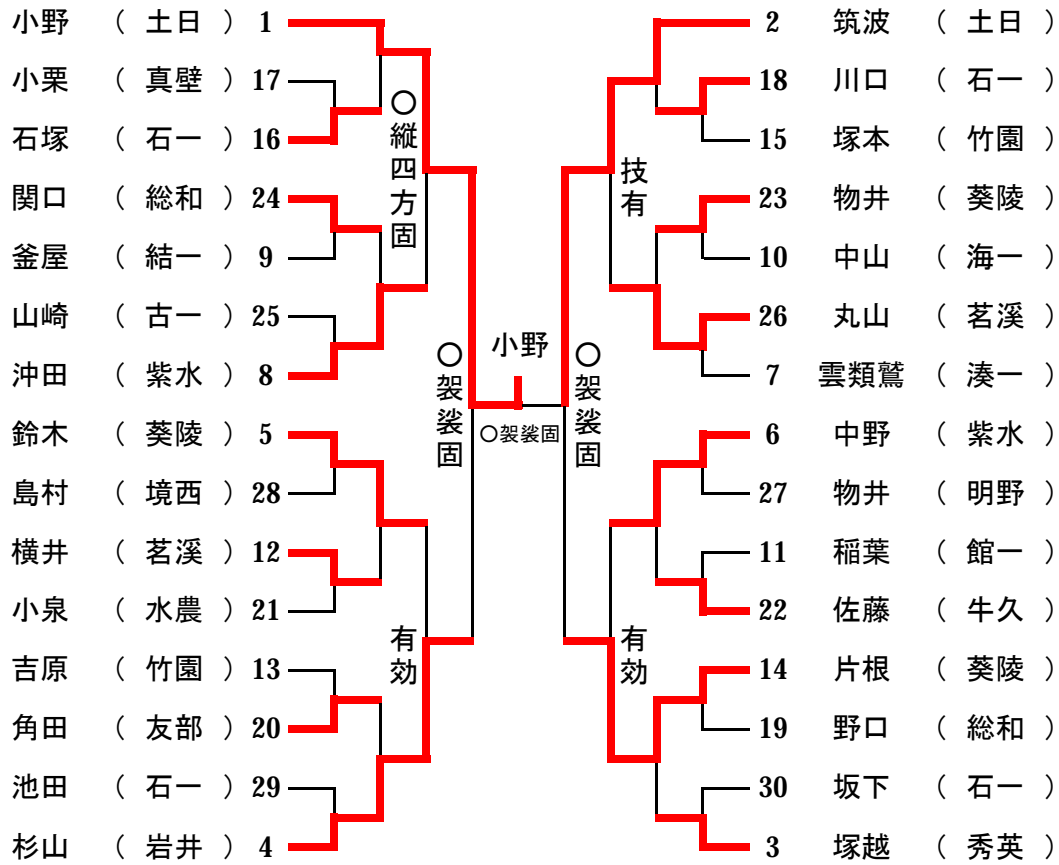 小野 （ 土日 ） 1
小栗 （ 真壁 ） 17
石塚 （ 石一 ） 16
関口 （ 総和 ） 24
釜屋 （ 結一 ） 9
山崎 （ 古一 ） 25
沖田 （ 紫水 ） 8
鈴木 （ 葵陵 ） 5
島村 （ 境西 ） 28
横井 （ 茗溪 ） 12
小泉 （ 水農 ） 21
吉原 （ 竹園 ） 13
角田 （ 友部 ） 20
池田 （ 石一 ） 29
杉山 （ 岩井 ） 4
〇縦四方固
有効
〇袈裟固
小野
〇袈裟固
〇袈裟固
技有
有効
2 筑波 （ 土日 ）
18 川口 （ 石一 ）
15 塚本 （ 竹園 ）
23 物井 （ 葵陵 ）
10 中山 （ 海一 ）
26 丸山 （ 茗溪 ）
7 雲類鷲 （ 湊一 ）
6 中野 （ 紫水 ）
27 物井 （ 明野 ）
11 稲葉 （ 館一 ）
22 佐藤 （ 牛久 ）
14 片根 （ 葵陵 ）
19 野口 （ 総和 ）
30 坂下 （ 石一 ）
3 塚越 （ 秀英 ）